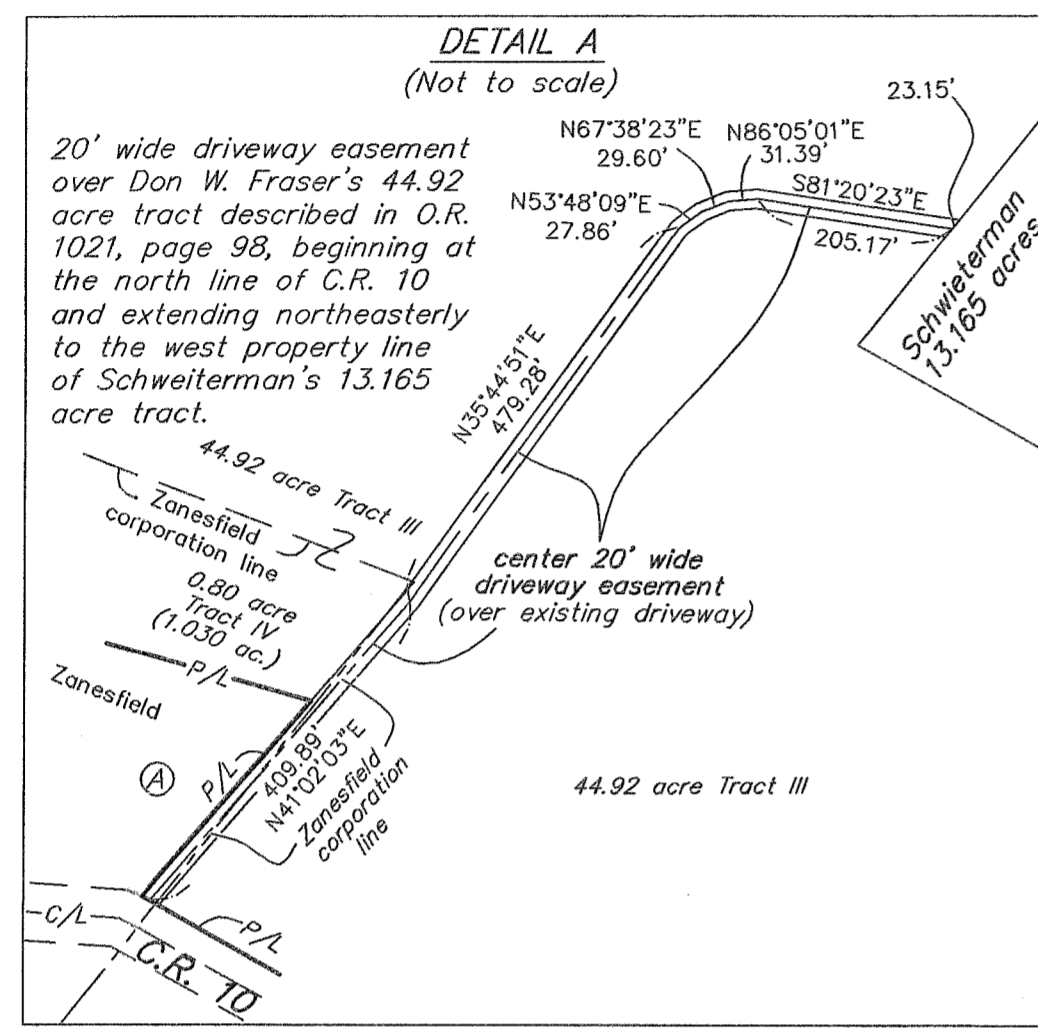 DETAIL A
(Not to scale)
20' wide driveway easement
over Don W. Fraser's 44.92
acre tract described in O.R.
1021, page 98, beginning at
the north line of C.R. 10
and extending northeasterly
to the west property line
of Schweiterman's 13.165
acre tract.
23.15'
N67°38'23"E
29.60'
N86°05'01"E
31.39'
N53°48'09"E
27.86'
S81°20'23"E
205.17'
Schwieterman
13.165 acres
N35°44'51"E
479.28'
44.92 acre Tract III
Zanesfield
corporation line
0.80 acre
Tract IV
(1.030 ac.)
P/L
Zanesfield
center 20' wide
driveway easement
(over existing driveway)
A
P/L
409.89'
N41°02'03"E
Zanesfield
corporation
line
44.92 acre Tract III
C/L
P/L
C.R. 10